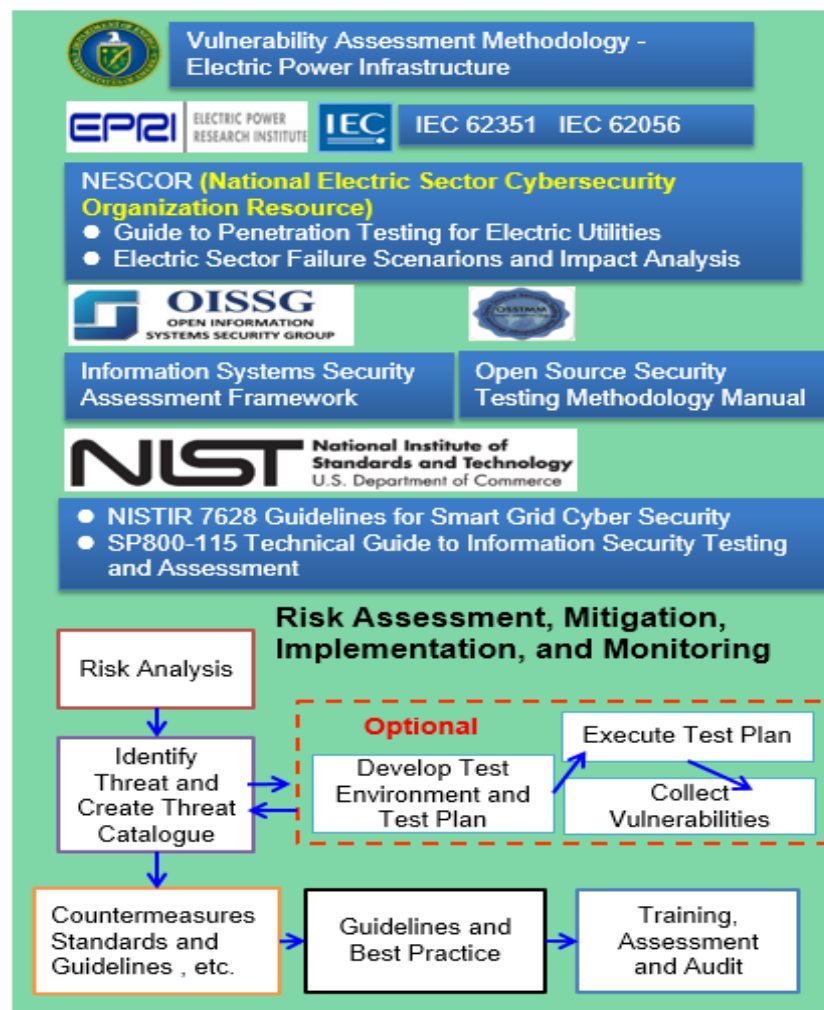 Vulnerability Assessment Methodology -
Electric Power Infrastructure
EPRI
ELECTRIC POWER
RESEARCH INSTITUTE
IEC
IEC 62351 IEC 62056
NESCOR (National Electric Sector Cybersecurity
Organization Resource)
● Guide to Penetration Testing for Electric Utilities
● Electric Sector Failure Scenarions and Impact Analysis
OISSG
OPEN INFORMATION
SYSTEMS SECURITY GROUP
OSSTMM
Information Systems Security
Assessment Framework
Open Source Security
Testing Methodology Manual
NIST
National Institute of
Standards and Technology
U.S. Department of Commerce
● NISTIR 7628 Guidelines for Smart Grid Cyber Security
● SP800-115 Technical Guide to Information Security Testing
and Assessment
Risk Assessment, Mitigation,
Implementation, and Monitoring
Risk Analysis
Optional
Identify
Threat and
Create Threat
Catalogue
Develop Test
Environment and
Test Plan
Execute Test Plan
Collect
Vulnerabilities
Countermeasures
Standards and
Guidelines , etc.
Guidelines and
Best Practice
Training,
Assessment
and Audit